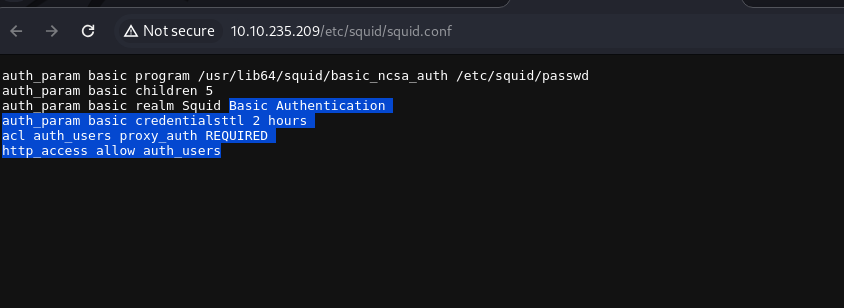 Not secure 10.10.235.209/etc/squid/squid.conf
auth_param basic program /usr/lib64/squid/basic_ncsa_auth /etc/squid/passwd
auth_param basic children 5
auth_param basic realm Squid Basic Authentication
auth_param basic credentialsttl 2 hours
acl auth_users proxy_auth REQUIRED
http_access allow auth_users